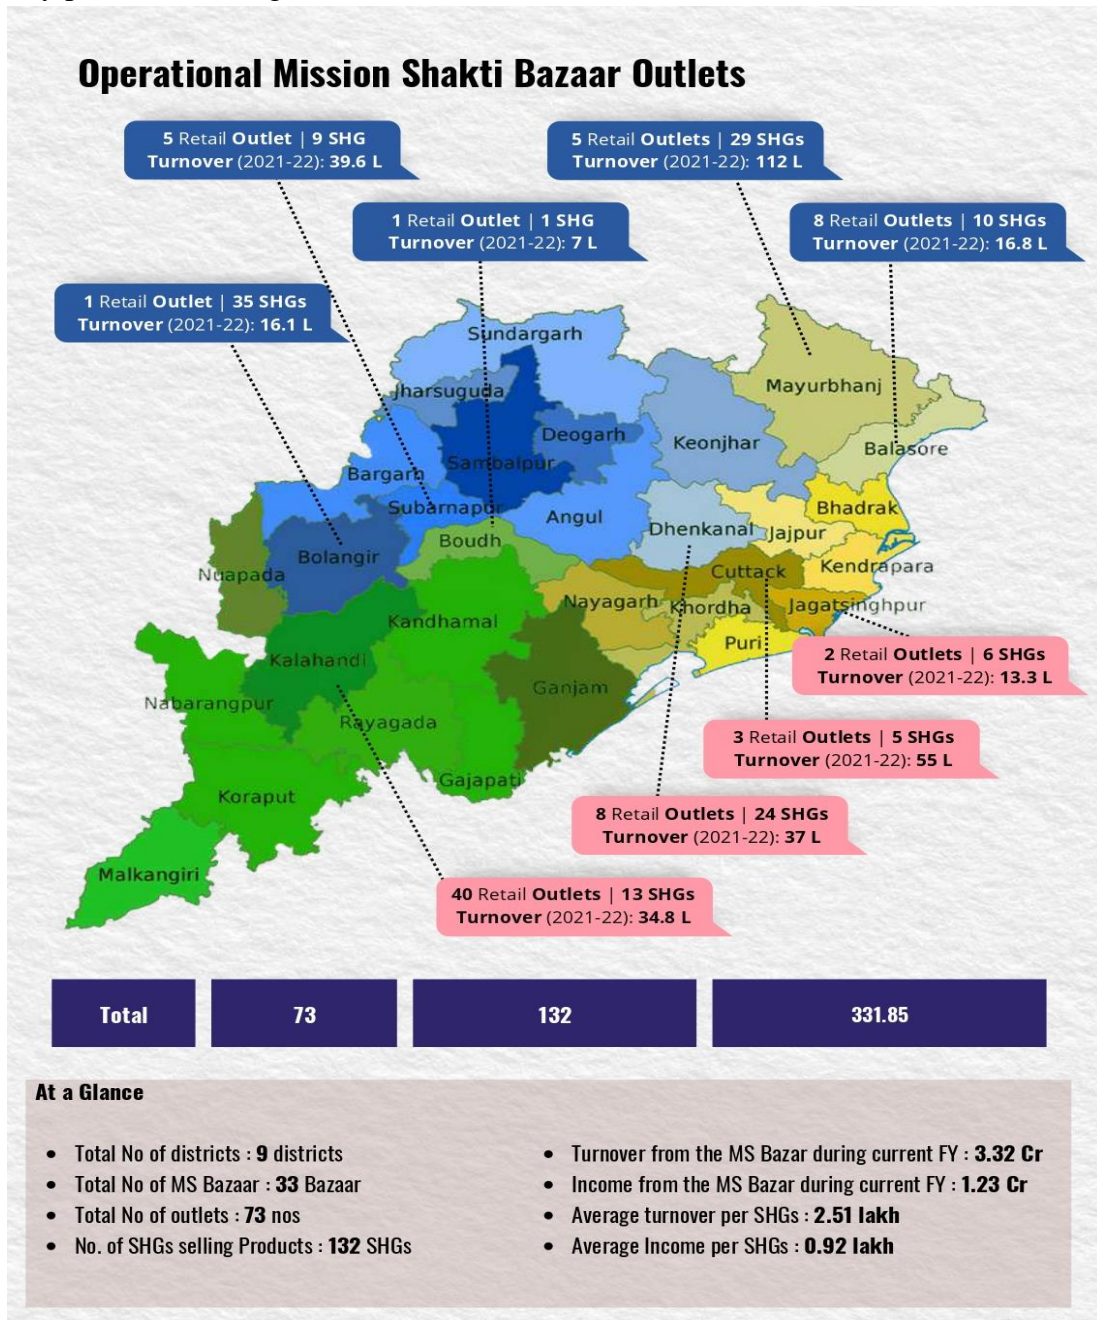 Operational Mission Shakti Bazaar Outlets
5 Retail Outlet | 9 SHG
Turnover (2021-22): 39.6 L
5 Retail Outlets | 29 SHGs
Turnover (2021-22): 112 L
1 Retail Outlet | 1 SHG
Turnover (2021-22): 7 L
8 Retail Outlets | 10 SHGs
Turnover (2021-22): 16.8 L
1 Retail Outlet | 35 SHGs
Turnover (2021-22): 16.1 L
Sundargarh
Jharsuguda
Mayurbhanj
Deogarh
Keonjhar
Balasore
Sambalpur
Bargarh
Subarnapur
Angul
Bhadrak
Dhenkanal
Jajpur
Boudh
Bolangir
Nuapada
Cuttack
Kendrapara
Nayagarh
Khordha
Jagatsinghpur
Kandhamal
Puri
Kalahandi
Ganjam
Nabarangpur
Rayagada
Gajapati
Koraput
Malkangiri
2 Retail Outlets | 6 SHGs
Turnover (2021-22): 13.3 L
3 Retail Outlets | 5 SHGs
Turnover (2021-22): 55 L
8 Retail Outlets | 24 SHGs
Turnover (2021-22): 37 L
40 Retail Outlets | 13 SHGs
Turnover (2021-22): 34.8 L
Total 73 132 331.85
At a Glance
• Total No of districts : 9 districts
• Total No of MS Bazaar : 33 Bazaar
• Total No of outlets : 73 nos
• No. of SHGs selling Products : 132 SHGs
• Turnover from the MS Bazar during current FY : 3.32 Cr
• Income from the MS Bazar during current FY : 1.23 Cr
• Average turnover per SHGs : 2.51 lakh
• Average Income per SHGs : 0.92 lakh